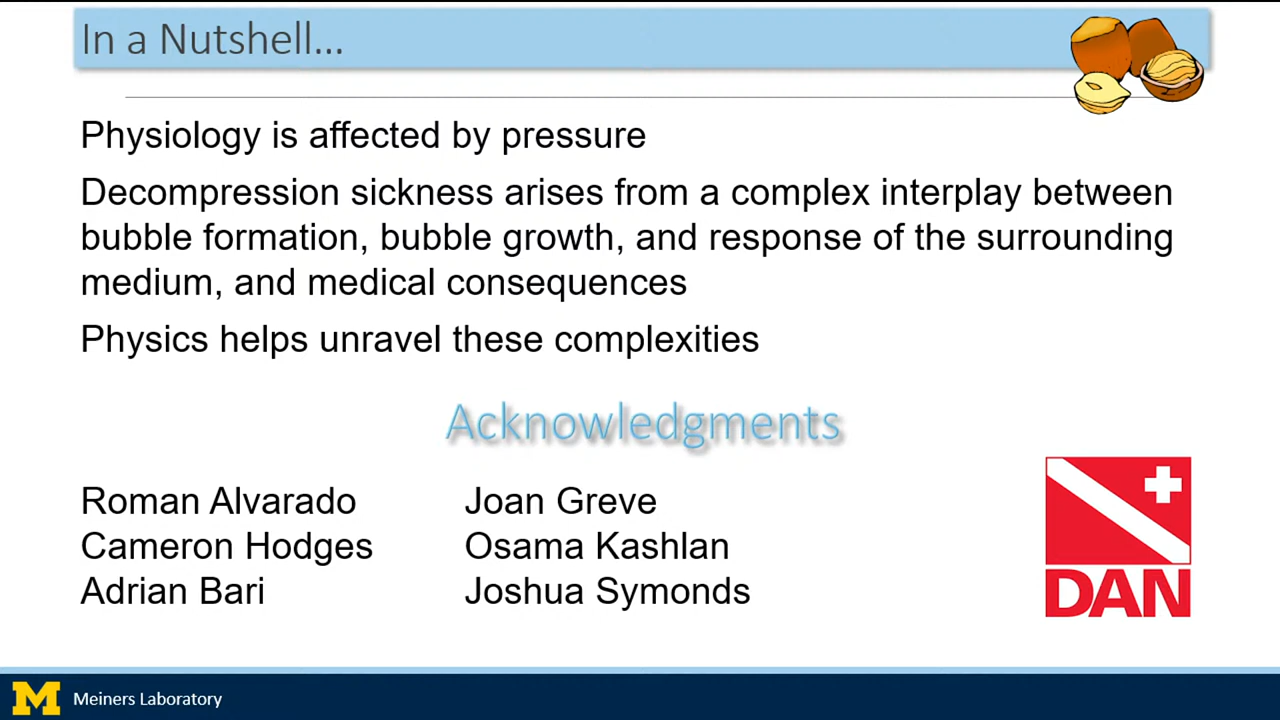 In a Nutshell...
Physiology is affected by pressure
Decompression sickness arises from a complex interplay between
bubble formation, bubble growth, and response of the surrounding
medium, and medical consequences
Physics helps unravel these complexities
Acknowledgments
Roman Alvarado
Cameron Hodges
Adrian Bari
Joan Greve
Osama Kashlan
Joshua Symonds
DAN
M
Meiners Laboratory